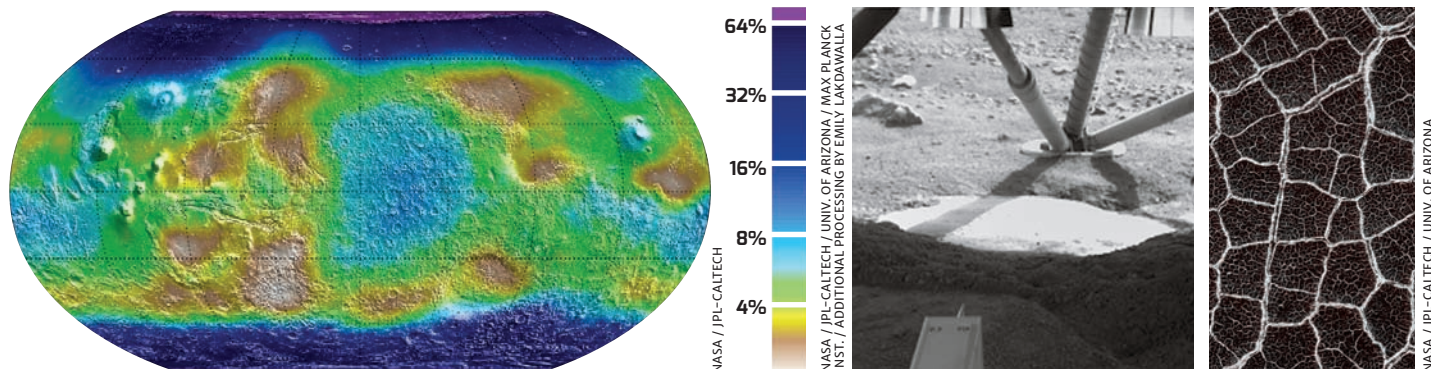 64%
32%
16%
8%
4%
NASA / JPL-CALTECH
NASA / JPL-CALTECH / UNIV. OF ARIZONA / MAX PLANCK
INST. / ADDITIONAL PROCESSING BY EMILY LAKDAWALLA
NASA / JPL-CALTECH / UNIV. OF ARIZONA